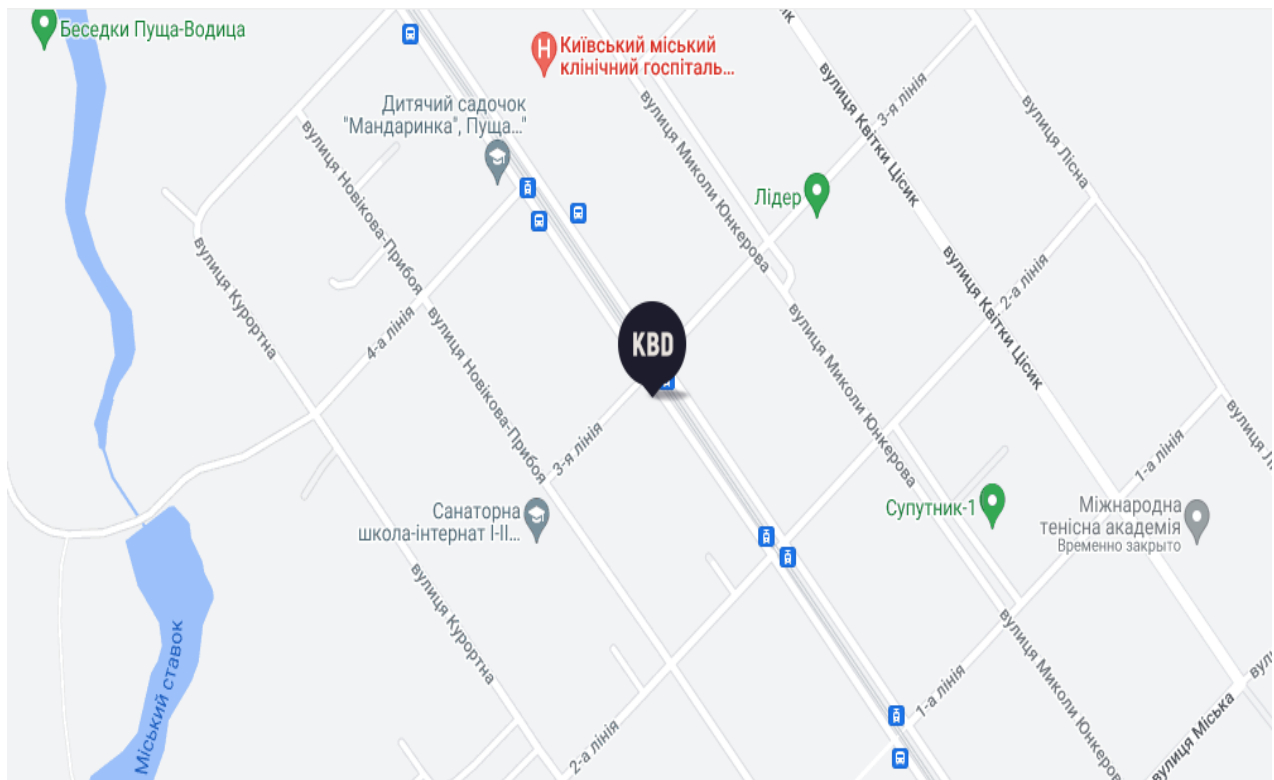 Беседки Пуща-Водица
Київський міський
клінічний госпіталь...
Дитячий садочок
"Мандаринка", Пуща..."
вулиця Квітки Цісик
3-я лінія
вулиця Лісна
вулиця Миколи Юнкерова
вулиця Новікова-Прибоя
Лідер
вулиця Курортна
4-а лінія
вулиця Квітки Цісик
2-а лінія
KBD
вулиця Новікова-Прибоя
вулиця Миколи Юнкерова
3-я лінія
1-а лінія
Супутник-1
Міжнародна
тенісна академія
Временно закрыто
Санаторна
школа-інтернат І-ІІ...
вулиця Курортна
Міський ставок
вулиця Миколи Юнкерова
1-а лінія
вулиця Міська
2-а лінія
H